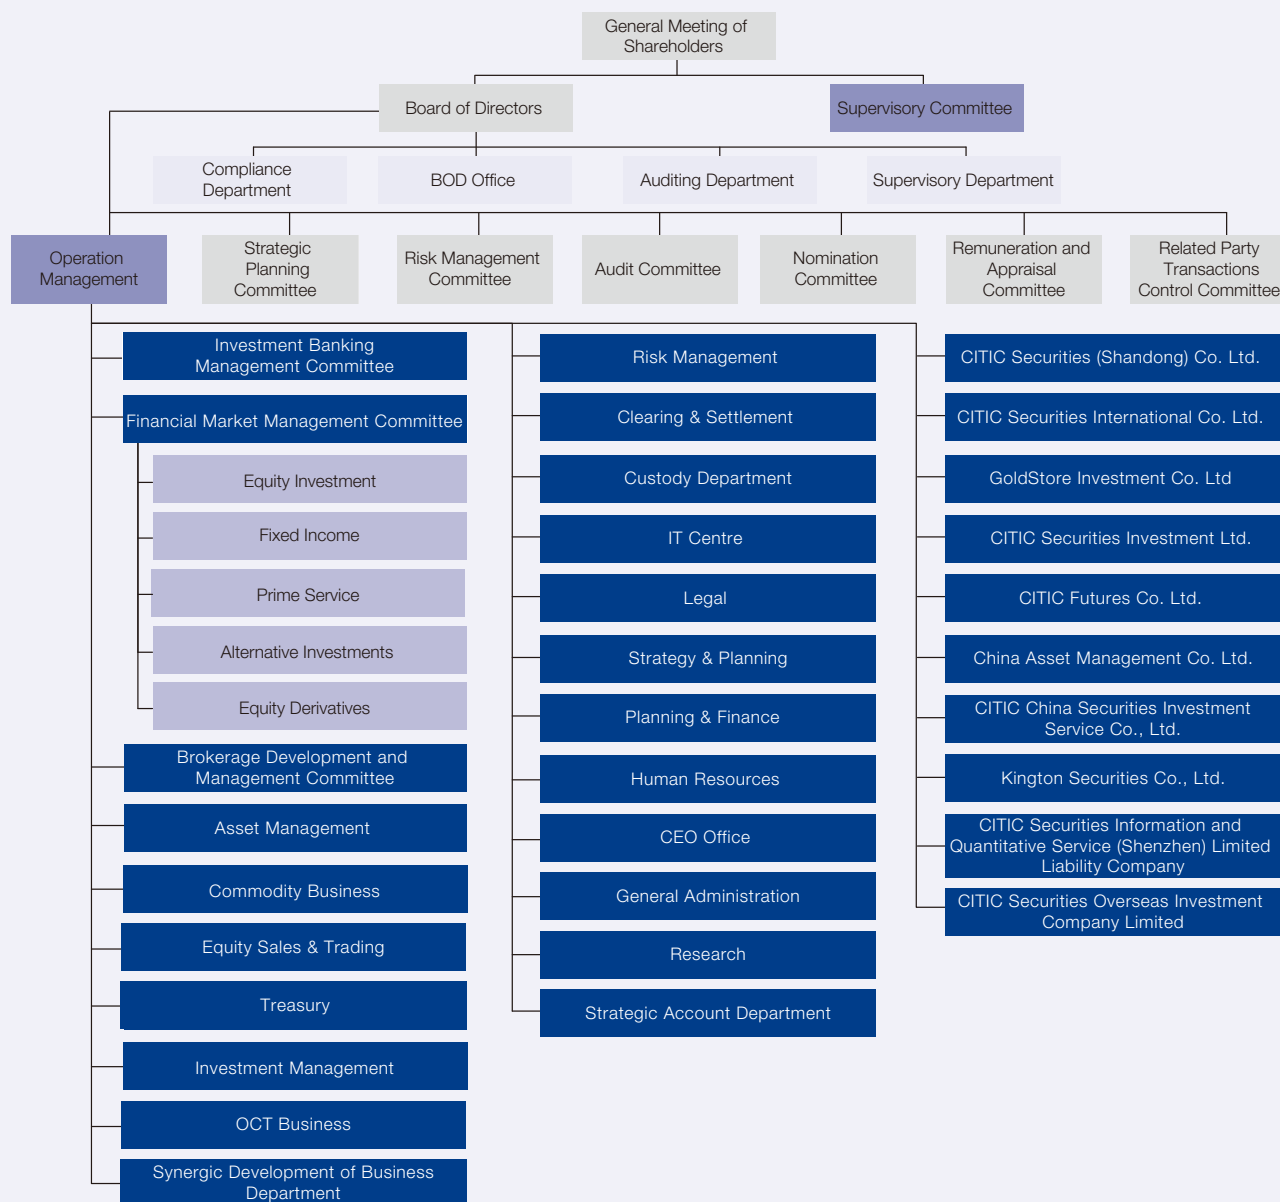 General Meeting of
Shareholders
Board of Directors
Supervisory Committee
Compliance
Department
BOD Office
Auditing Department
Supervisory Department
Operation
Management
Strategic
Planning
Committee
Risk Management
Committee
Audit Committee
Nomination
Committee
Remuneration and
Appraisal
Committee
Related Party
Transactions
Control Committee
Investment Banking
Management Committee
Financial Market Management Committee
Equity Investment
Fixed Income
Prime Service
Alternative Investments
Equity Derivatives
Brokerage Development and
Management Committee
Asset Management
Commodity Business
Equity Sales & Trading
Treasury
Investment Management
OCT Business
Synergic Development of Business
Department
Risk Management
Clearing & Settlement
Custody Department
IT Centre
Legal
Strategy & Planning
Planning & Finance
Human Resources
CEO Office
General Administration
Research
Strategic Account Department
CITIC Securities (Shandong) Co. Ltd.
CITIC Securities International Co. Ltd.
GoldStore Investment Co. Ltd
CITIC Securities Investment Ltd.
CITIC Futures Co. Ltd.
China Asset Management Co. Ltd.
CITIC China Securities Investment
Service Co., Ltd.
Kington Securities Co., Ltd.
CITIC Securities Information and
Quantitative Service (Shenzhen) Limited
Liability Company
CITIC Securities Overseas Investment
Company Limited